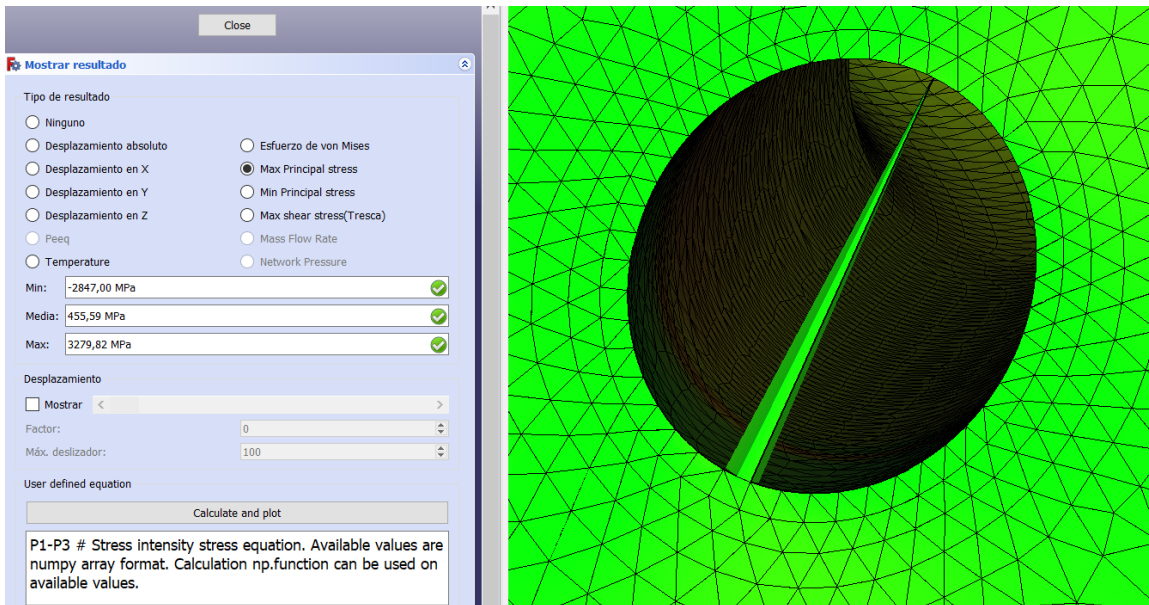 Close
Mostrar resultado
Tipo de resultado
Ninguno
Desplazamiento absoluto
Esfuerzo de von Mises
Desplazamiento en X
Max Principal stress
Desplazamiento en Y
Min Principal stress
Desplazamiento en Z
Max shear stress(Tresca)
Peeq
Mass Flow Rate
Temperature
Network Pressure
Min: -2847,00 MPa
Media: 455,59 MPa
Max: 3279,82 MPa
Desplazamiento
Mostrar
Factor: 0
Máx. deslizador: 100
User defined equation
Calculate and plot
P1-P3 # Stress intensity stress equation. Available values are
numpy array format. Calculation np.function can be used on
available values.